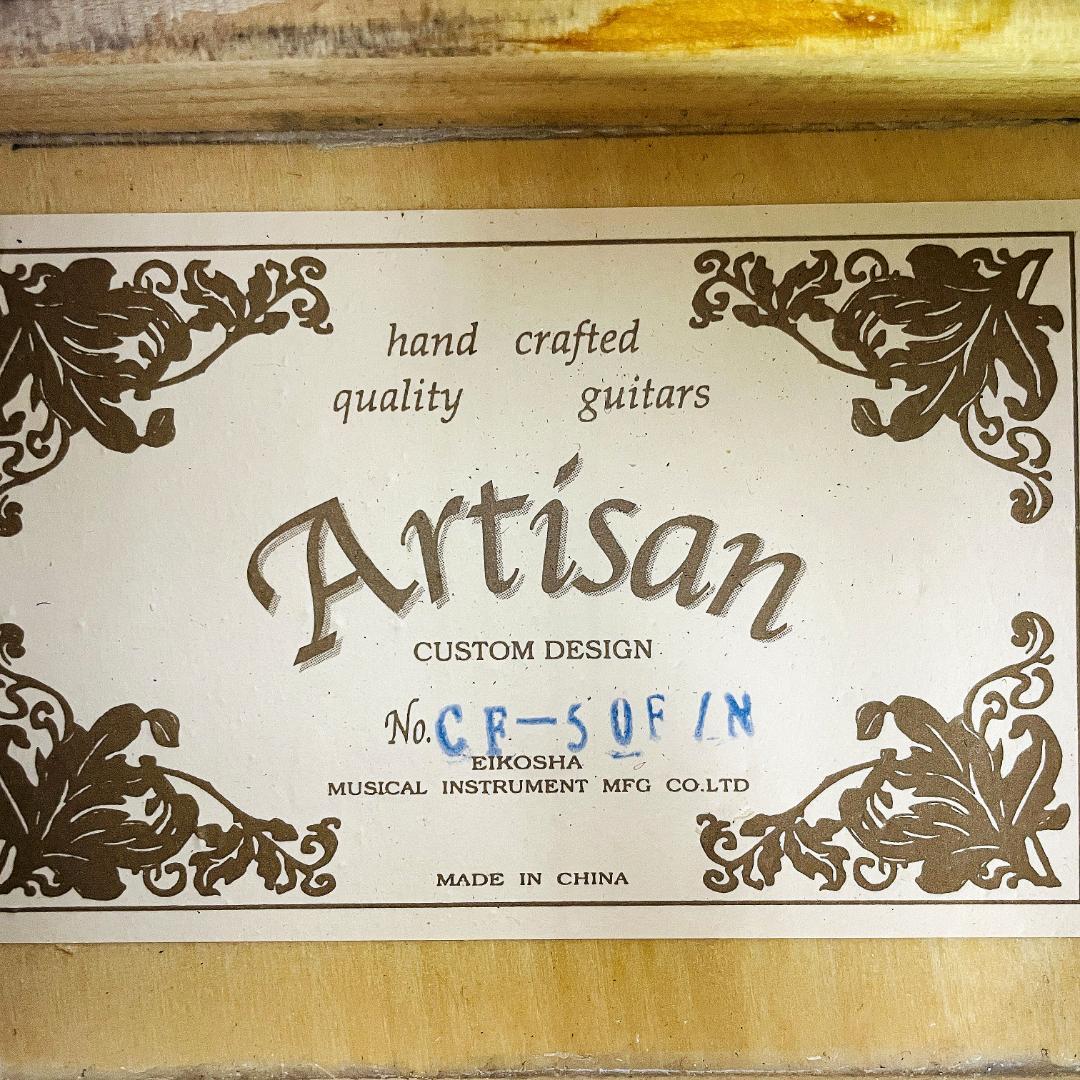 hand crafted
quality guitars
Artisan
CUSTOM DESIGN
No. CF-50F/N
EIKOSHA
MUSICAL INSTRUMENT MFG CO.LTD
MADE IN CHINA